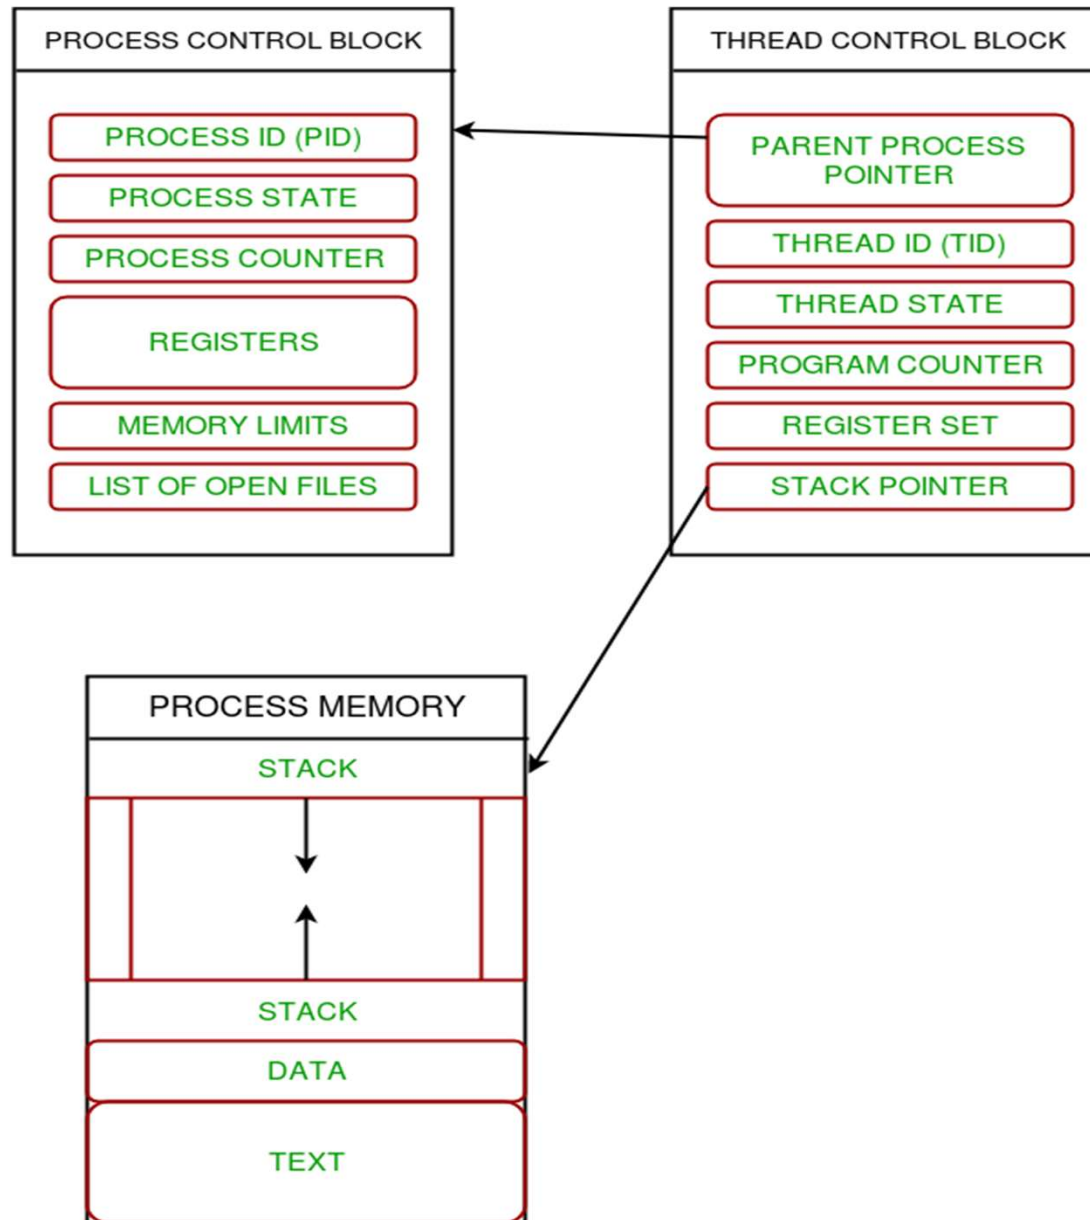 PROCESS CONTROL BLOCK
PROCESS ID (PID)
PROCESS STATE
PROCESS COUNTER
REGISTERS
MEMORY LIMITS
LIST OF OPEN FILES
THREAD CONTROL BLOCK
PARENT PROCESS
POINTER
THREAD ID (TID)
THREAD STATE
PROGRAM COUNTER
REGISTER SET
STACK POINTER
PROCESS MEMORY
STACK
STACK
DATA
TEXT